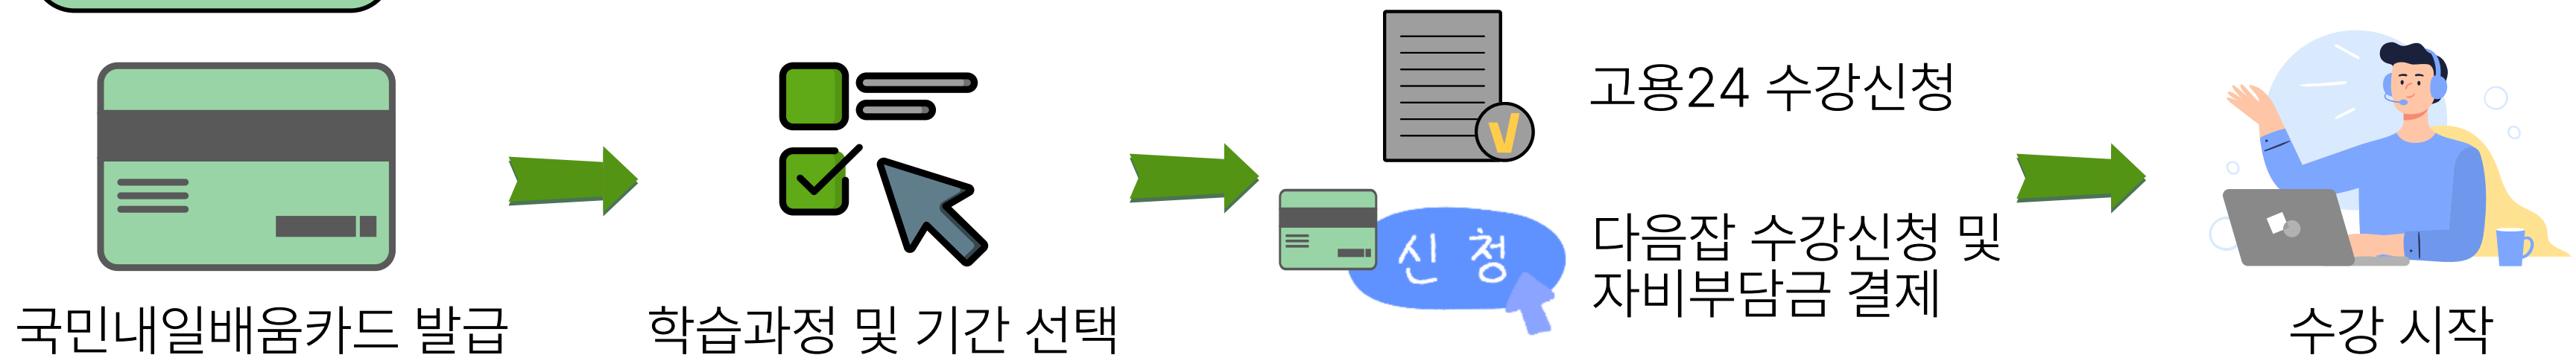 국민내일배움카드 발급
학습과정 및 기간 선택
고용24 수강신청
신청
다음잡 수강신청 및
자비부담금 결제
수강 시작